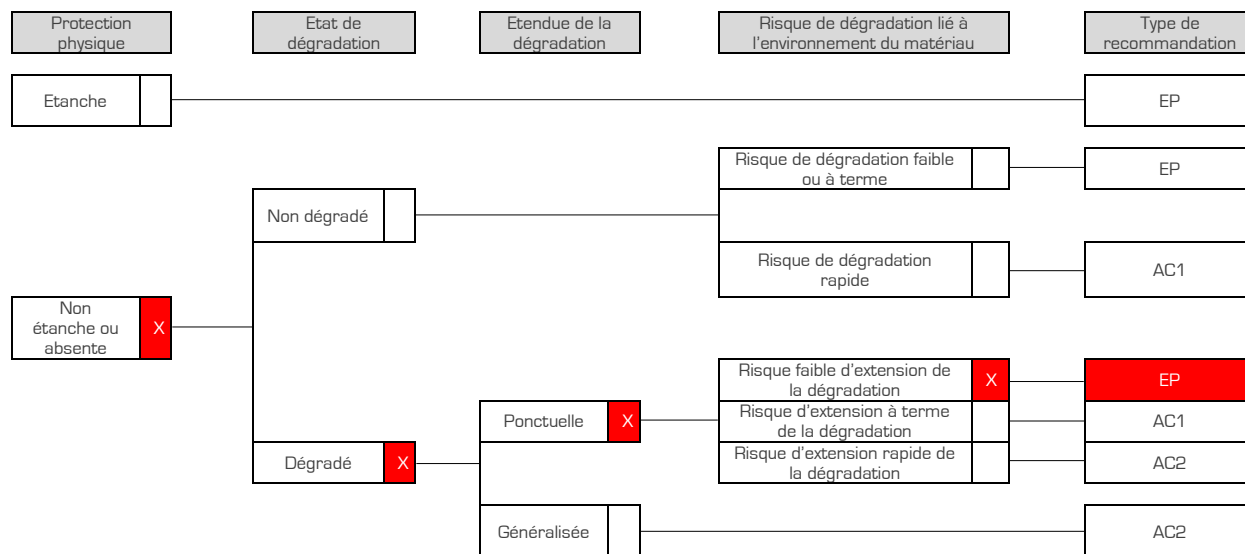 Protection
physique
Etat de
dégradation
Etendue de la
dégradation
Risque de dégradation lié à
l'environnement du matériau
Type de
recommandation
Etanche
EP
Risque de dégradation faible
ou à terme
EP
Non dégradé
Risque de dégradation
rapide
AC1
Non
étanche ou
absente
X
Risque faible d'extension de
la dégradation
X
EP
Ponctuelle
X
Risque d'extension à terme
de la dégradation
AC1
Dégradé
X
Risque d'extension rapide de
la dégradation
AC2
Généralisée
AC2